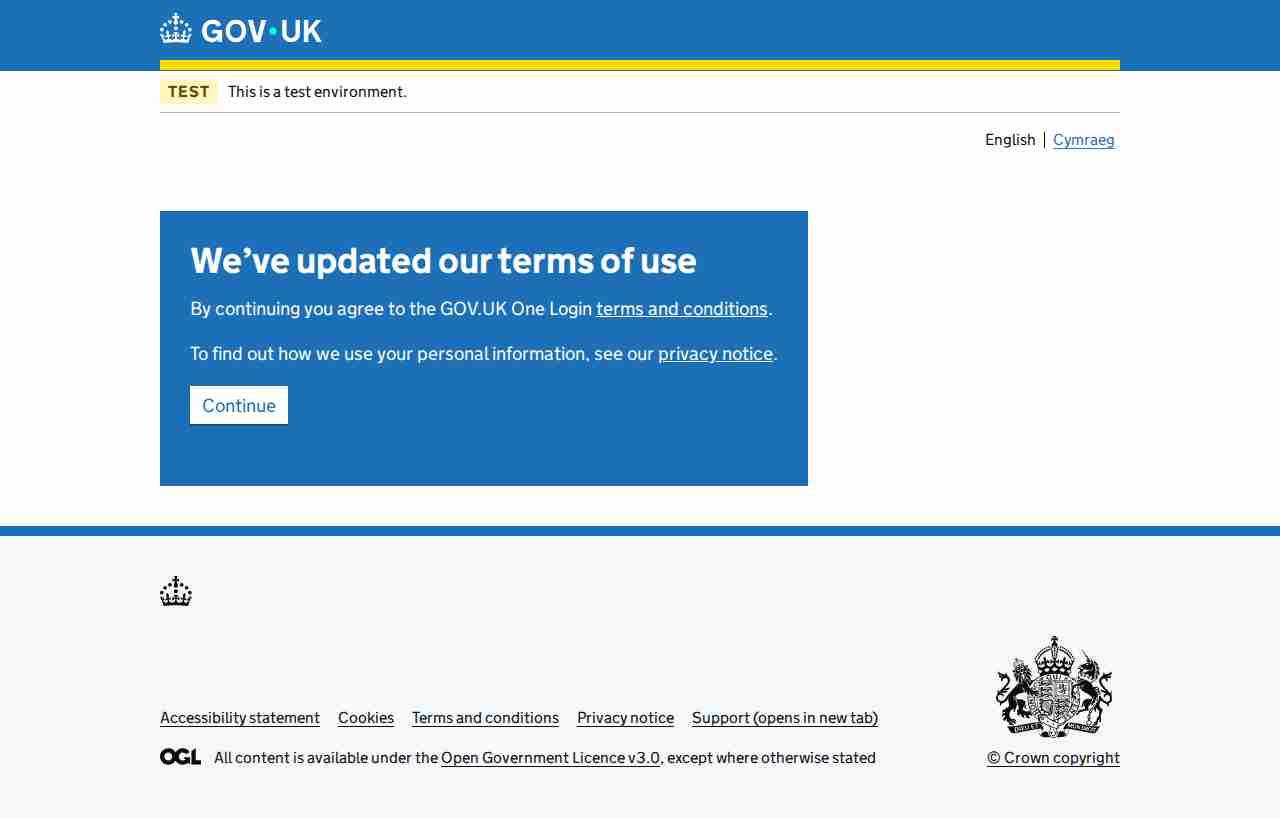 GOV·UK
TEST This is a test environment.
English Cymraeg
We’ve updated our terms of use
By continuing you agree to the GOV.UK One Login terms and conditions.
To find out how we use your personal information, see our privacy notice.
Continue
Accessibility statement Cookies Terms and conditions Privacy notice Support (opens in new tab)
OGL All content is available under the Open Government Licence v3.0, except where otherwise stated
© Crown copyright